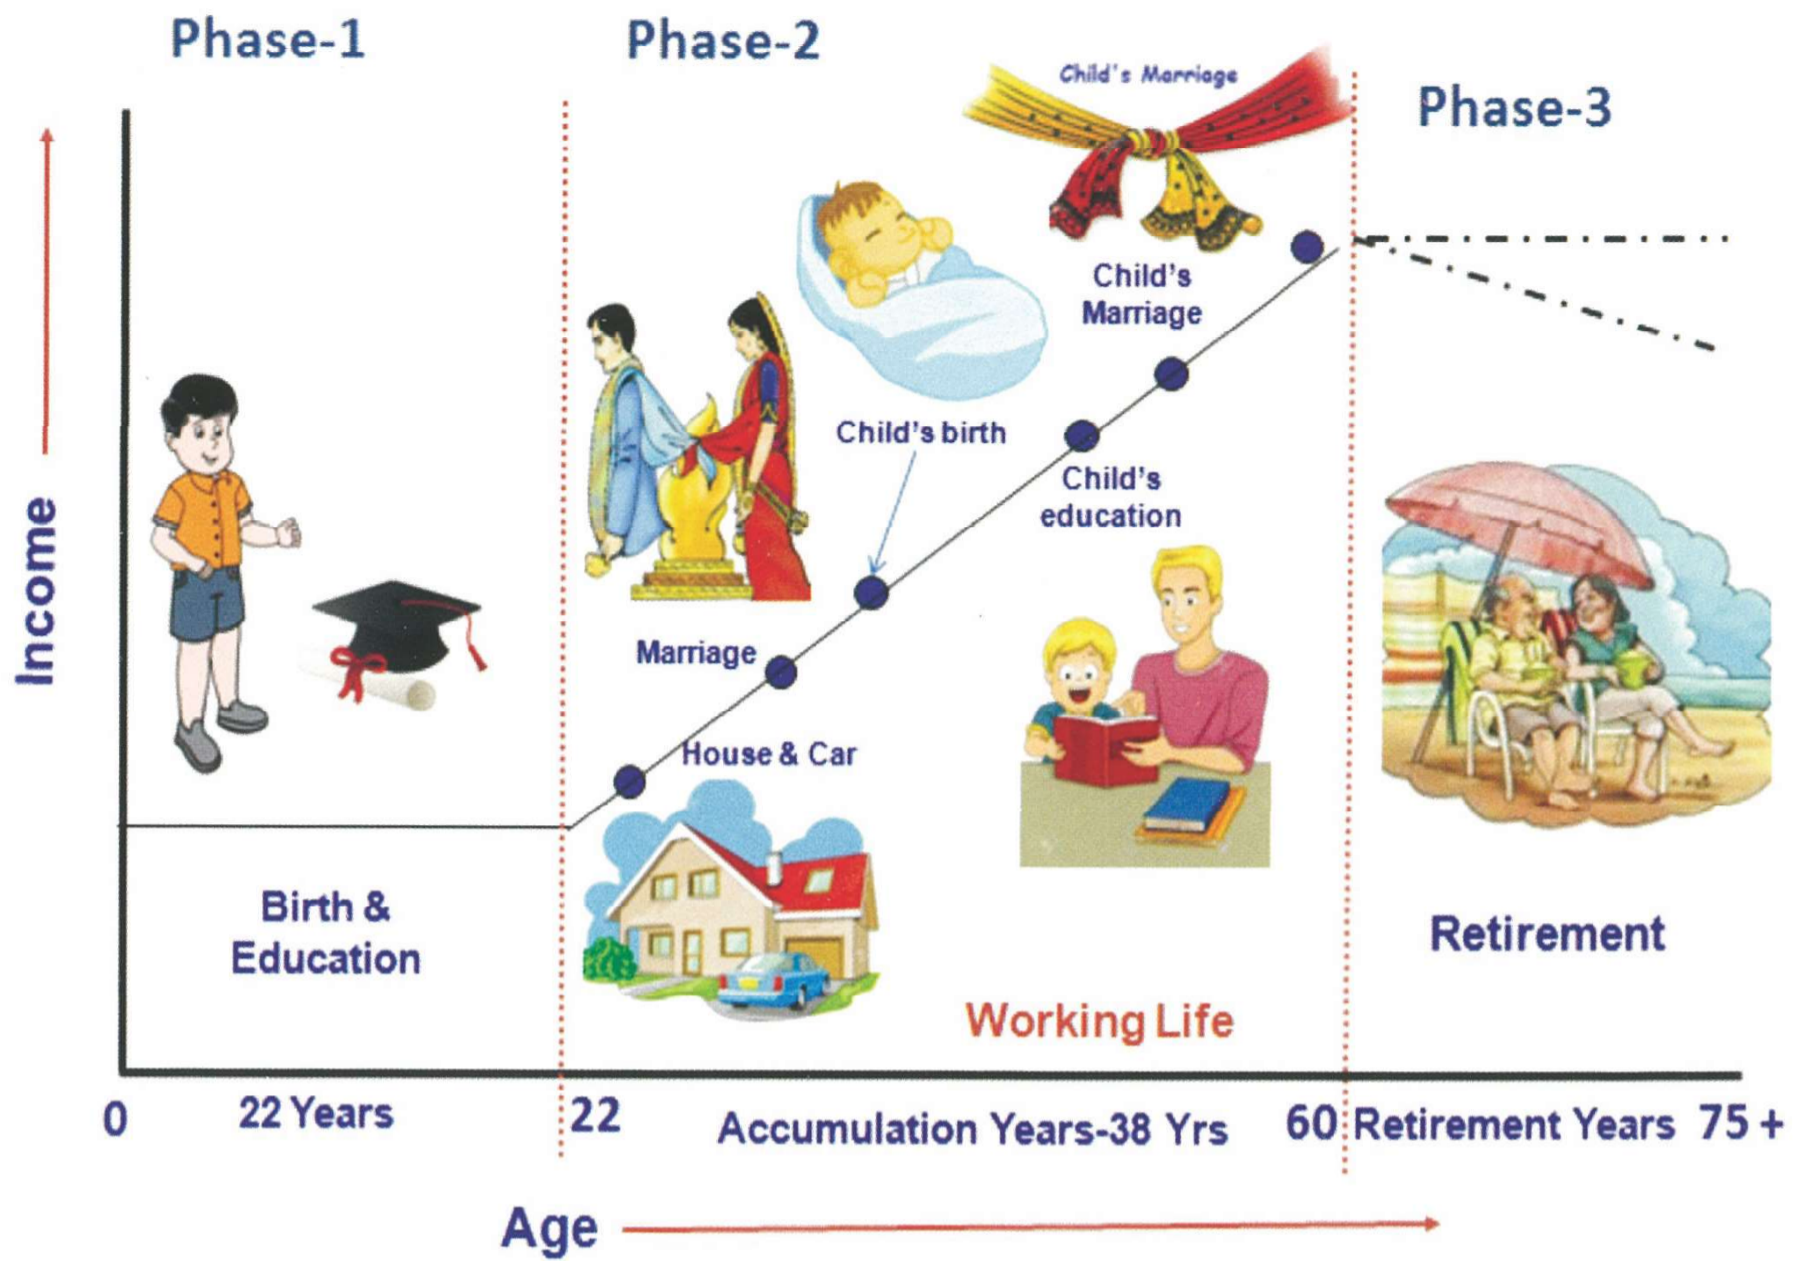 Phase-1
Phase-2
Child's Marriage
Phase-3
Child's
Marriage
Child's birth
Child's
education
Income
Marriage
House & Car
Birth &
Education
Retirement
Working Life
0
22 Years
22
Accumulation Years-38 Yrs
60
Retirement Years
75 +
Age